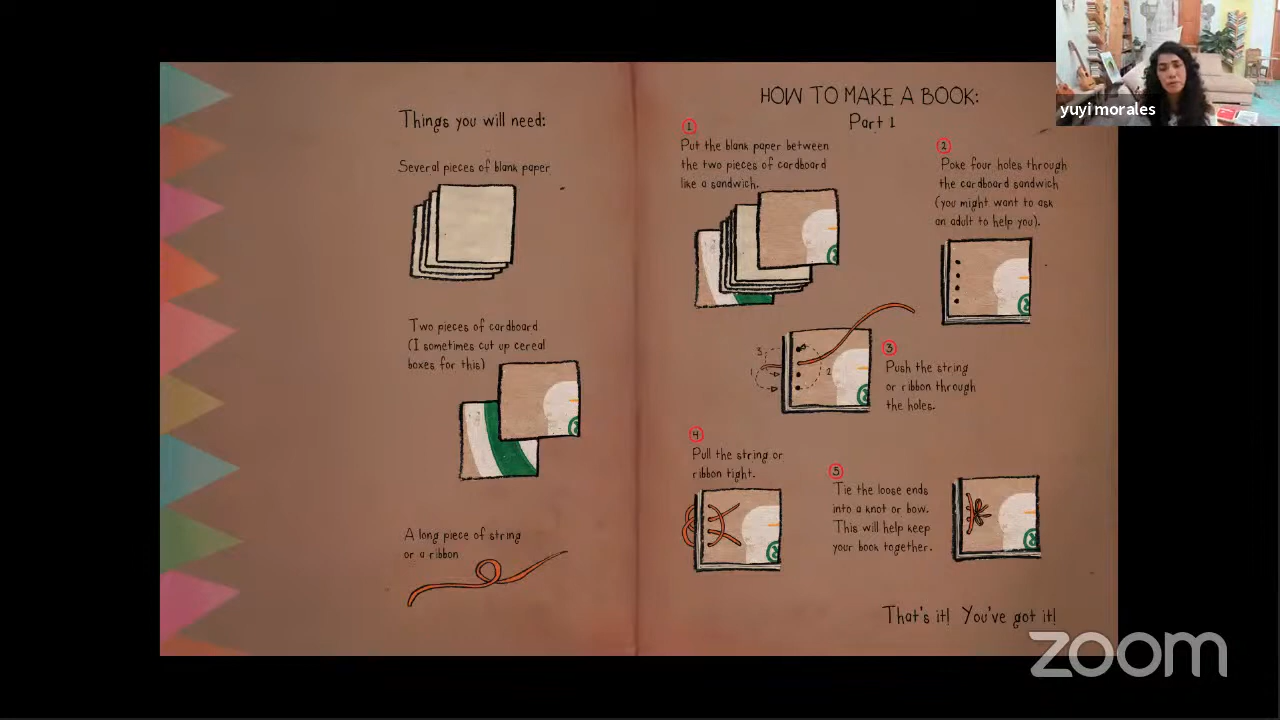 Things you will need:
Several pieces of blank paper
Two pieces of cardboard
(I sometimes cut up cereal
boxes for this)
A long piece of string
or a ribbon
HOW TO MAKE A BOOK:
Part 1
1
Put the blank paper between
the two pieces of cardboard
like a sandwich.
2
Poke four holes through
the cardboard sandwich
(you might want to ask
an adult to help you).
3
1
2
3
Push the string
or ribbon through
the holes.
4
Pull the string or
ribbon tight.
5
Tie the loose ends
into a knot or bow.
This will help keep
your book together.
That's it! You've got it!
yuyi morales
zoom